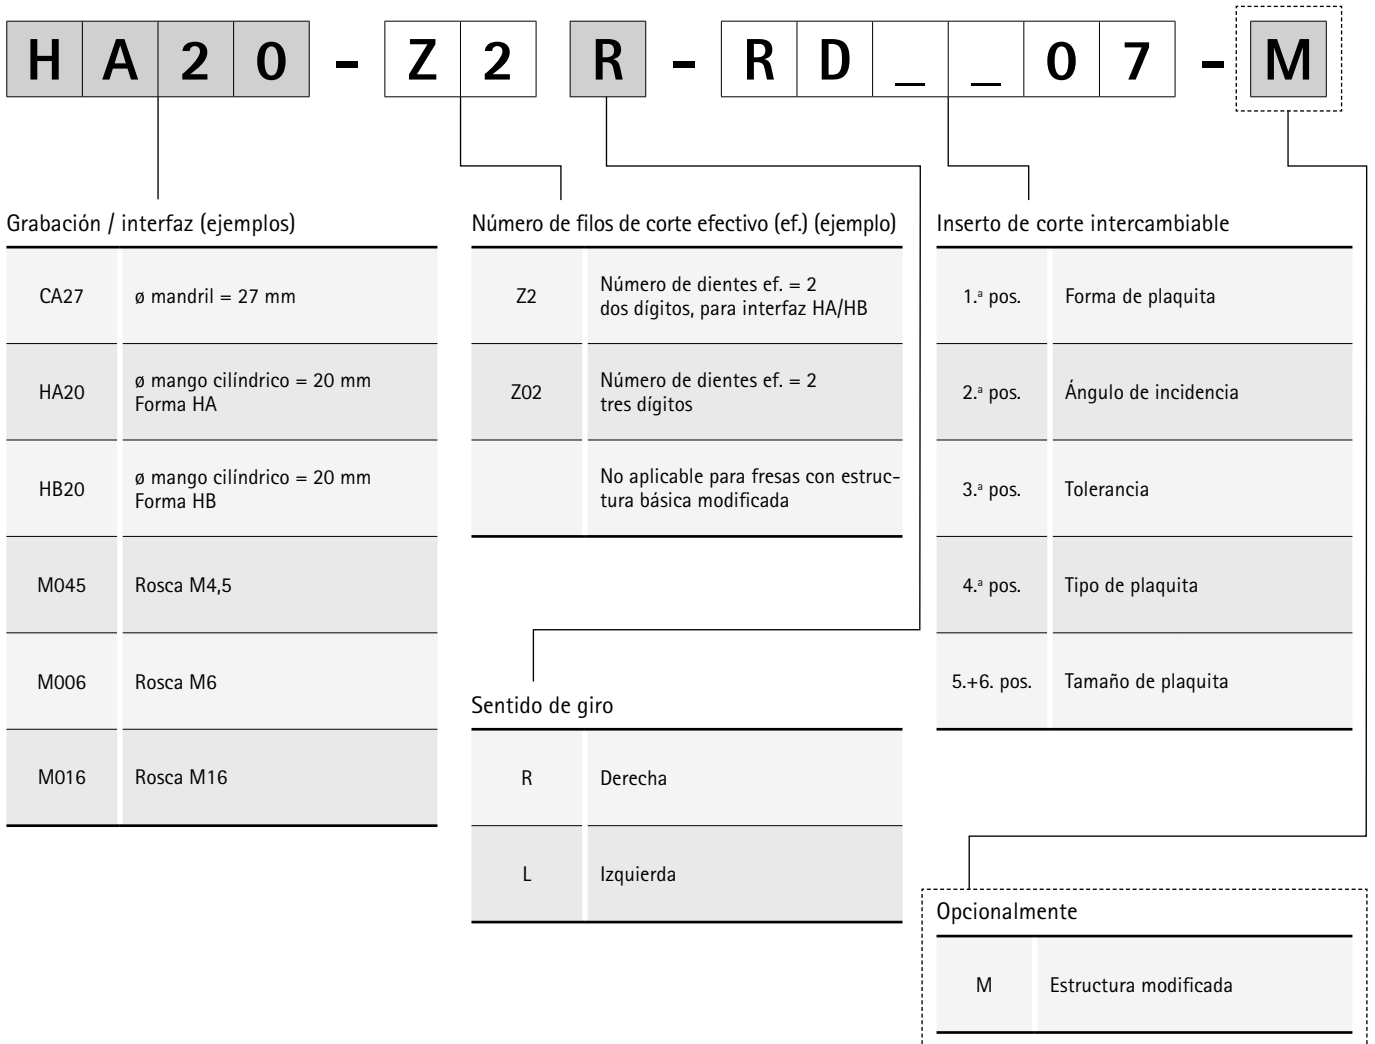 HA20 - Z2 R - RD__07 - M
Grabación / interfaz (ejemplos)
CA27 ø mandril = 27 mm
HA20 ø mango cilíndrico = 20 mm
Forma HA
HB20 ø mango cilíndrico = 20 mm
Forma HB
M045 Rosca M4,5
M006 Rosca M6
M016 Rosca M16
Número de filos de corte efectivo (ef.) (ejemplo)
Z2 Número de dientes ef. = 2
dos dígitos, para interfaz HA/HB
Z02 Número de dientes ef. = 2
tres dígitos
No aplicable para fresas con estruc-
tura básica modificada
Sentido de giro
R Derecha
L Izquierda
Inserto de corte intercambiable
1.ª pos. Forma de plaquita
2.ª pos. Ángulo de incidencia
3.ª pos. Tolerancia
4.ª pos. Tipo de plaquita
5.+6. pos. Tamaño de plaquita
Opcionalmente
M Estructura modificada